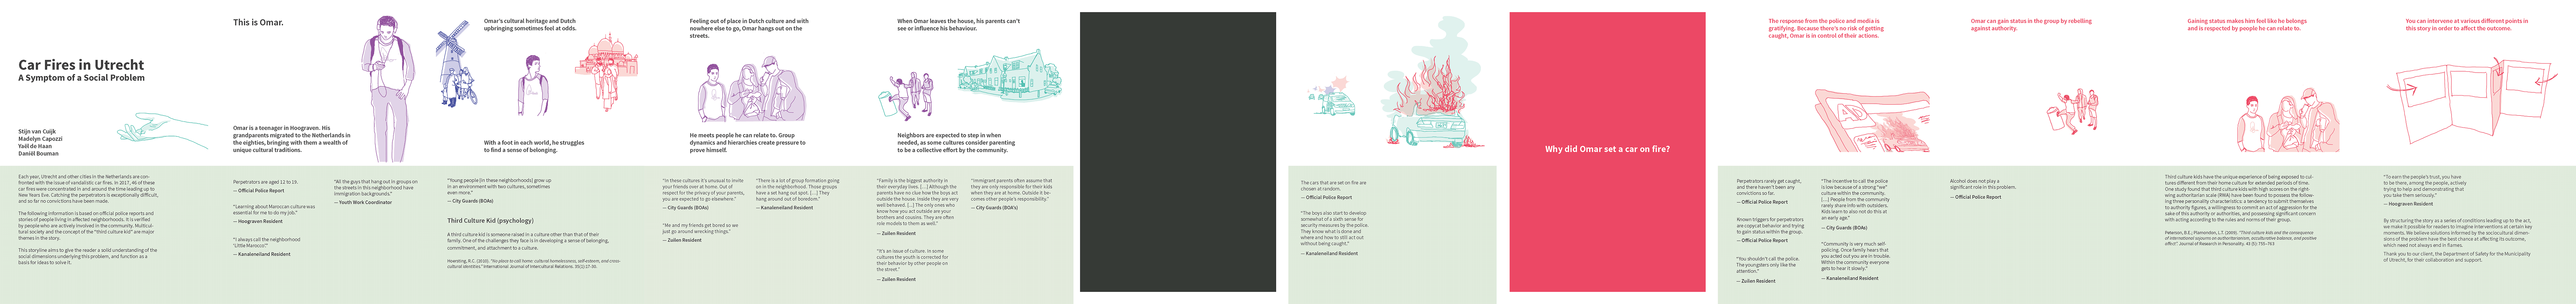 Car Fires in Utrecht
A Symptom of a Social Problem
Stijn van Cuijk
Madelyn Capozzi
Yaël de Haan
Daniël Bouman
Each year, Utrecht and other cities in the Netherlands are con-
fronted with the issue of vandalistic car fires. In 2017, 46 of these
car fires were concentrated in and around the time leading up to
New Years Eve. Catching the perpetrators is exceptionally difficult,
and so far no convictions have been made.
The following information is based on official police reports and
stories of people living in affected neighborhoods. It is verified
by people who are actively involved in the community. Multicul-
tural society and the concept of the “third culture kid” are major
themes in the story.
This storyline aims to give the reader a solid understanding of the
social dimensions underlying this problem, and function as a
basis for ideas to solve it.
This is Omar.
Omar is a teenager in Hoograven. His
grandparents migrated to the Netherlands in
the eighties, bringing with them a wealth of
unique cultural traditions.
Perpetrators are aged 12 to 19.
— Official Police Report
“Learning about Maroccan culture was
essential for me to do my job.”
— Hoograven Resident
“I always call the neighborhood
‘Little Marocco’.”
— Kanaleneiland Resident
“All the guys that hang out in groups on
the streets in this neighborhood have
immigration backgrounds.”
— Youth Work Coordinator
Omar’s cultural heritage and Dutch
upbringing sometimes feel at odds.
With a foot in each world, he struggles
to find a sense of belonging.
“Young people [in these neighborhoods] grow up
in an environment with two cultures, sometimes
even more.”
— City Guards (BOAs)
Third Culture Kid (psychology)
A third culture kid is someone raised in a culture other than that of their
family. One of the challenges they face is in developing a sense of belonging,
commitment, and attachment to a culture.
Hoersting, R.C. (2010). “No place to call home: cultural homelessness, self-esteem, and cross-
cultural identities.” International Journal of Intercultural Relations. 35(1):17-30.
Feeling out of place in Dutch culture and with
nowhere else to go, Omar hangs out on the
streets.
He meets people he can relate to. Group
dynamics and hierarchies create pressure to
prove himself.
“In these cultures it’s unusual to invite
your friends over at home. Out of
respect for the privacy of your parents,
you are expected to go elsewhere.”
— City Guards (BOAs)
“Me and my friends get bored so we
just go around wrecking things.”
— Zuilen Resident
“There is a lot of group formation going
on in the neighborhood. Those groups
have a set hang out spot. [...] They
hang around out of boredom.”
— Kanaleneiland Resident
When Omar leaves the house, his parents can’t
see or influence his behaviour.
Neighbors are expected to step in when
needed, as some cultures consider parenting
to be a collective effort by the community.
“Family is the biggest authority in
their everyday lives. [...] Although the
parents have no clue how the boys act
outside the house. Inside they are very
well behaved. [...] The only ones who
know how you act outside are your
brothers and cousins. They are often
role models to them as well.”
— Zuilen Resident
“It’s an issue of culture. In some
cultures the youth is corrected for
their behavior by other people on
the street.”
— Zuilen Resident
“Immigrant parents often assume that
they are only responsible for their kids
when they are at home. Outside it be-
comes other people’s responsibility.”
— City Guards (BOA’s)
The cars that are set on fire are
chosen at random.
— Official Police Report
“The boys also start to develop
somewhat of a sixth sense for
security measures by the police.
They know what is done and
where and how to still act out
without being caught.”
— Kanaleneiland Resident
Why did Omar set a car on fire?
The response from the police and media is
gratifying. Because there’s no risk of getting
caught, Omar is in control of their actions.
AD
Perpetrators rarely get caught,
and there haven’t been any
convictions so far.
— Official Police Report
Known triggers for perpetrators
are copycat behavior and trying
to gain status within the group.
— Official Police Report
“You shouldn’t call the police.
The youngsters only like the
attention.”
— Zuilen Resident
“The incentive to call the police
is low because of a strong “we”
culture within the community.
[...] People from the community
rarely share info with outsiders.
Kids learn to also not do this at
an early age.”
— City Guards (BOAs)
“Community is very much self-
policing. Once family hears that
you acted out you are in trouble.
Within the community everyone
gets to hear it slowly.”
— Kanaleneiland Resident
Omar can gain status in the group by rebelling
against authority.
Alcohol does not play a
significant role in this problem.
— Official Police Report
Gaining status makes him feel like he belongs
and is respected by people he can relate to.
Third culture kids have the unique experience of being exposed to cul-
tures different from their home culture for extended periods of time.
One study found that third culture kids with high scores on the right-
wing authoritarian scale (RWA) have been found to possess the follow-
ing three personality characteristics: a tendency to submit themselves
to authority figures, a willingness to commit an act of aggression for the
sake of this authority or authorities, and possessing significant concern
with acting according to the rules and norms of their group.
Peterson, B.E.; Plamondon, L.T. (2009). “Third culture kids and the consequence
of international sojourns on authoritarianism, acculturative balance, and positive
affect”. Journal of Research in Personality. 43 (5): 755–763
You can intervene at various different points in
this story in order to affect the outcome.
“To earn the people’s trust, you have
to be there, among the people, actively
trying to help and demonstrating that
you take them seriously.”
— Hoograven Resident
By structuring the story as a series of conditions leading up to the act,
we make it possible for readers to imagine interventions at certain key
moments. We believe solutions informed by the sociocultural dimen-
sions of the problem have the best chance at affecting its outcome,
which need not always end in flames.
Thank you to our client, the Department of Safety for the Municipality
of Utrecht, for their collaboration and support.